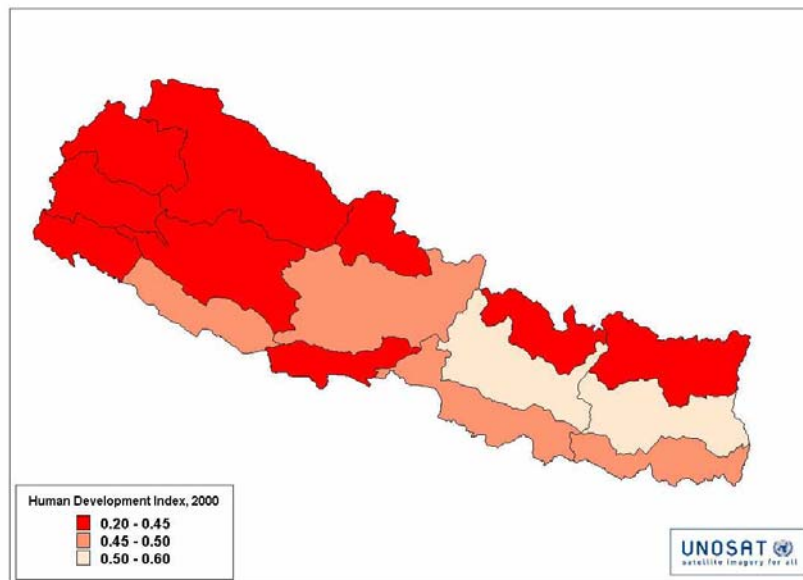 Human Development Index, 2000
0.20 - 0.45
0.45 - 0.50
0.50 - 0.60
UNOSAT
satellite imagery for all